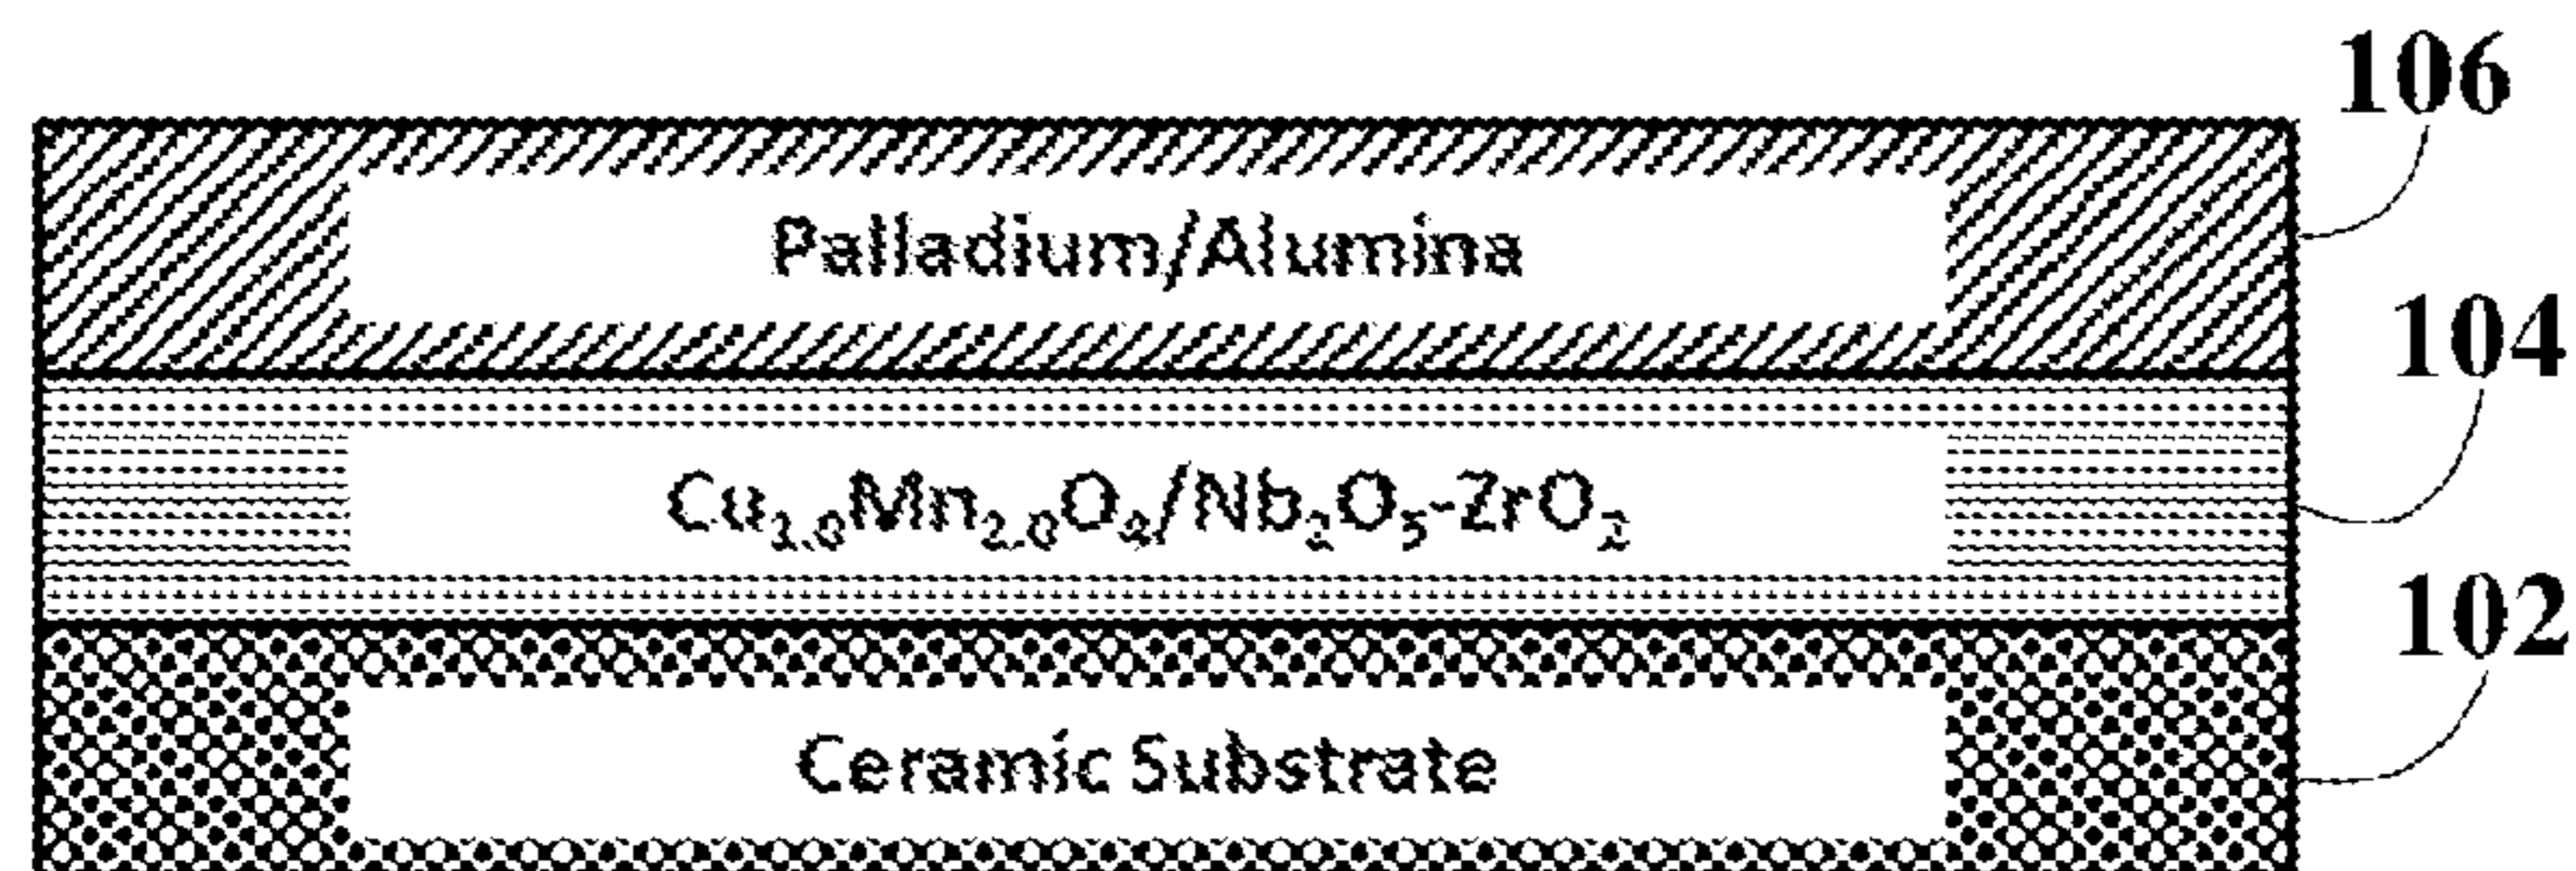 106
Palladium/Alumina
104
Cu₁.₀Mn₂.₀O₄/Nb₂O₅-ZrO₂
102
Ceramic Substrate